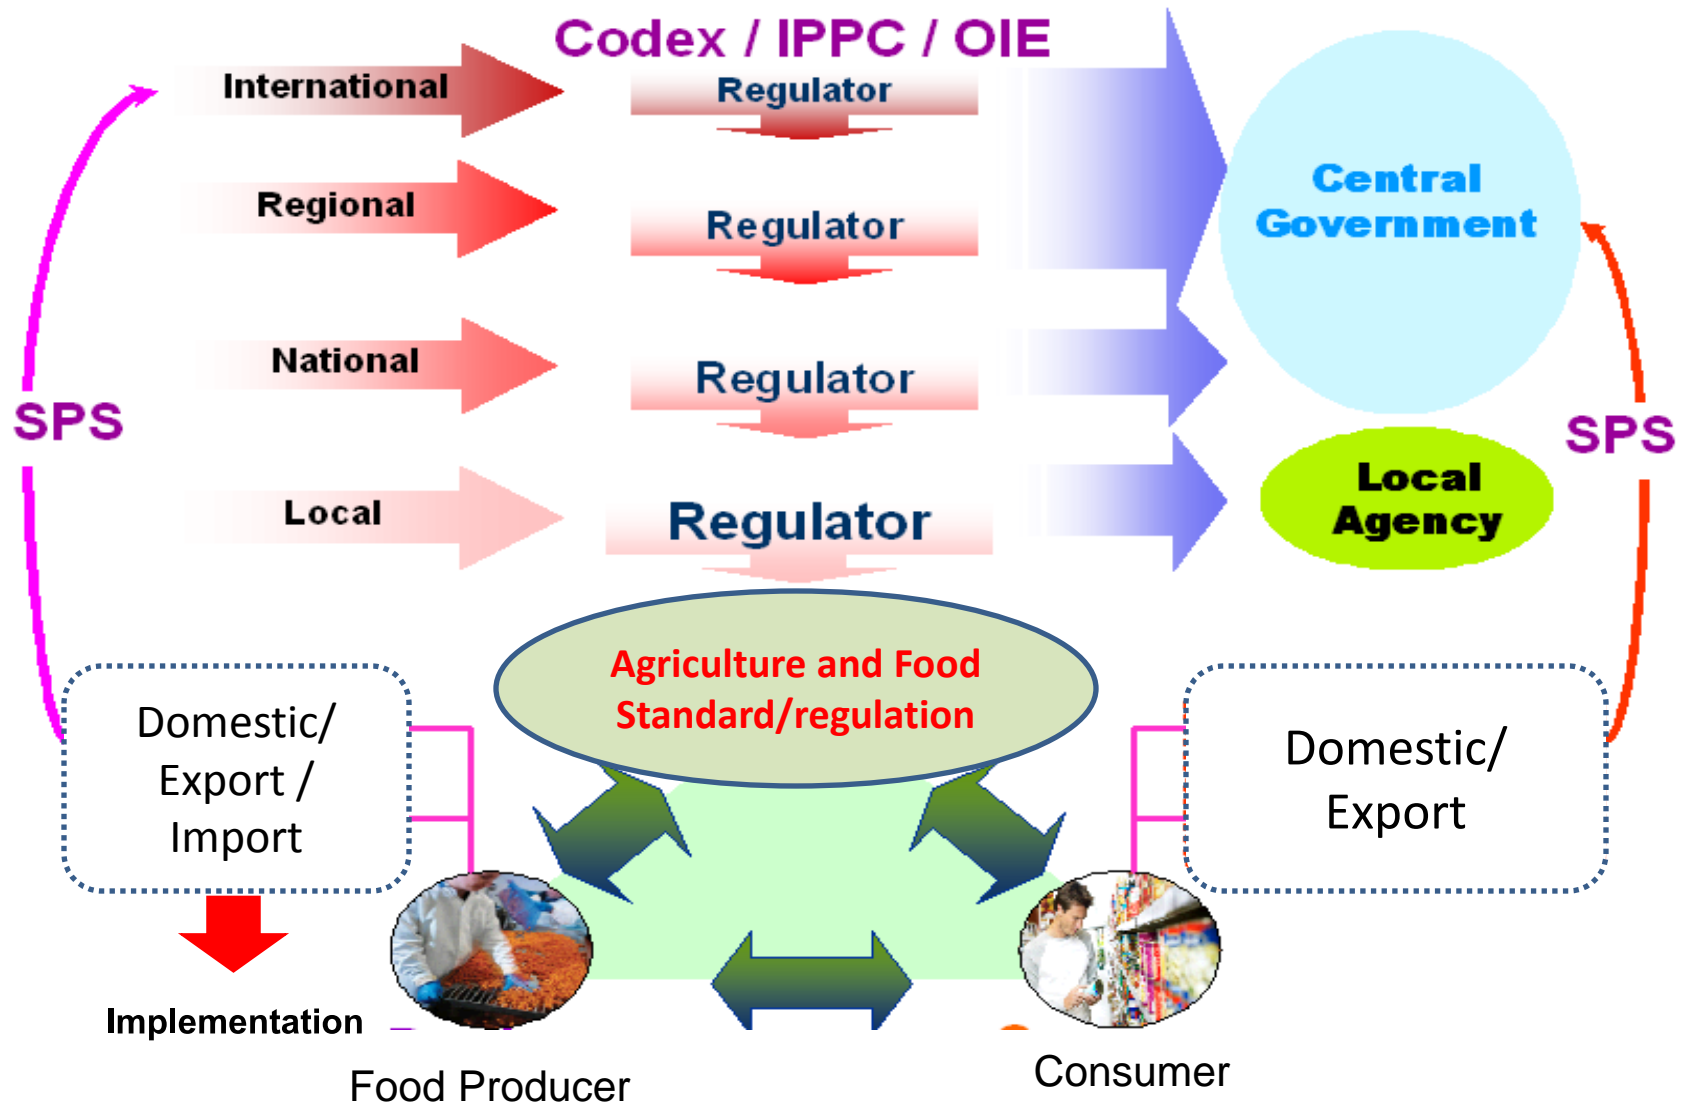 Codex / IPPC / OIE
International
Regulator
Regional
Regulator
Central
Government
National
Regulator
SPS
SPS
Local
Regulator
Local
Agency
Agriculture and Food
Standard/regulation
Domestic/
Export /
Import
Domestic/
Export
Implementation
Food Producer
Consumer